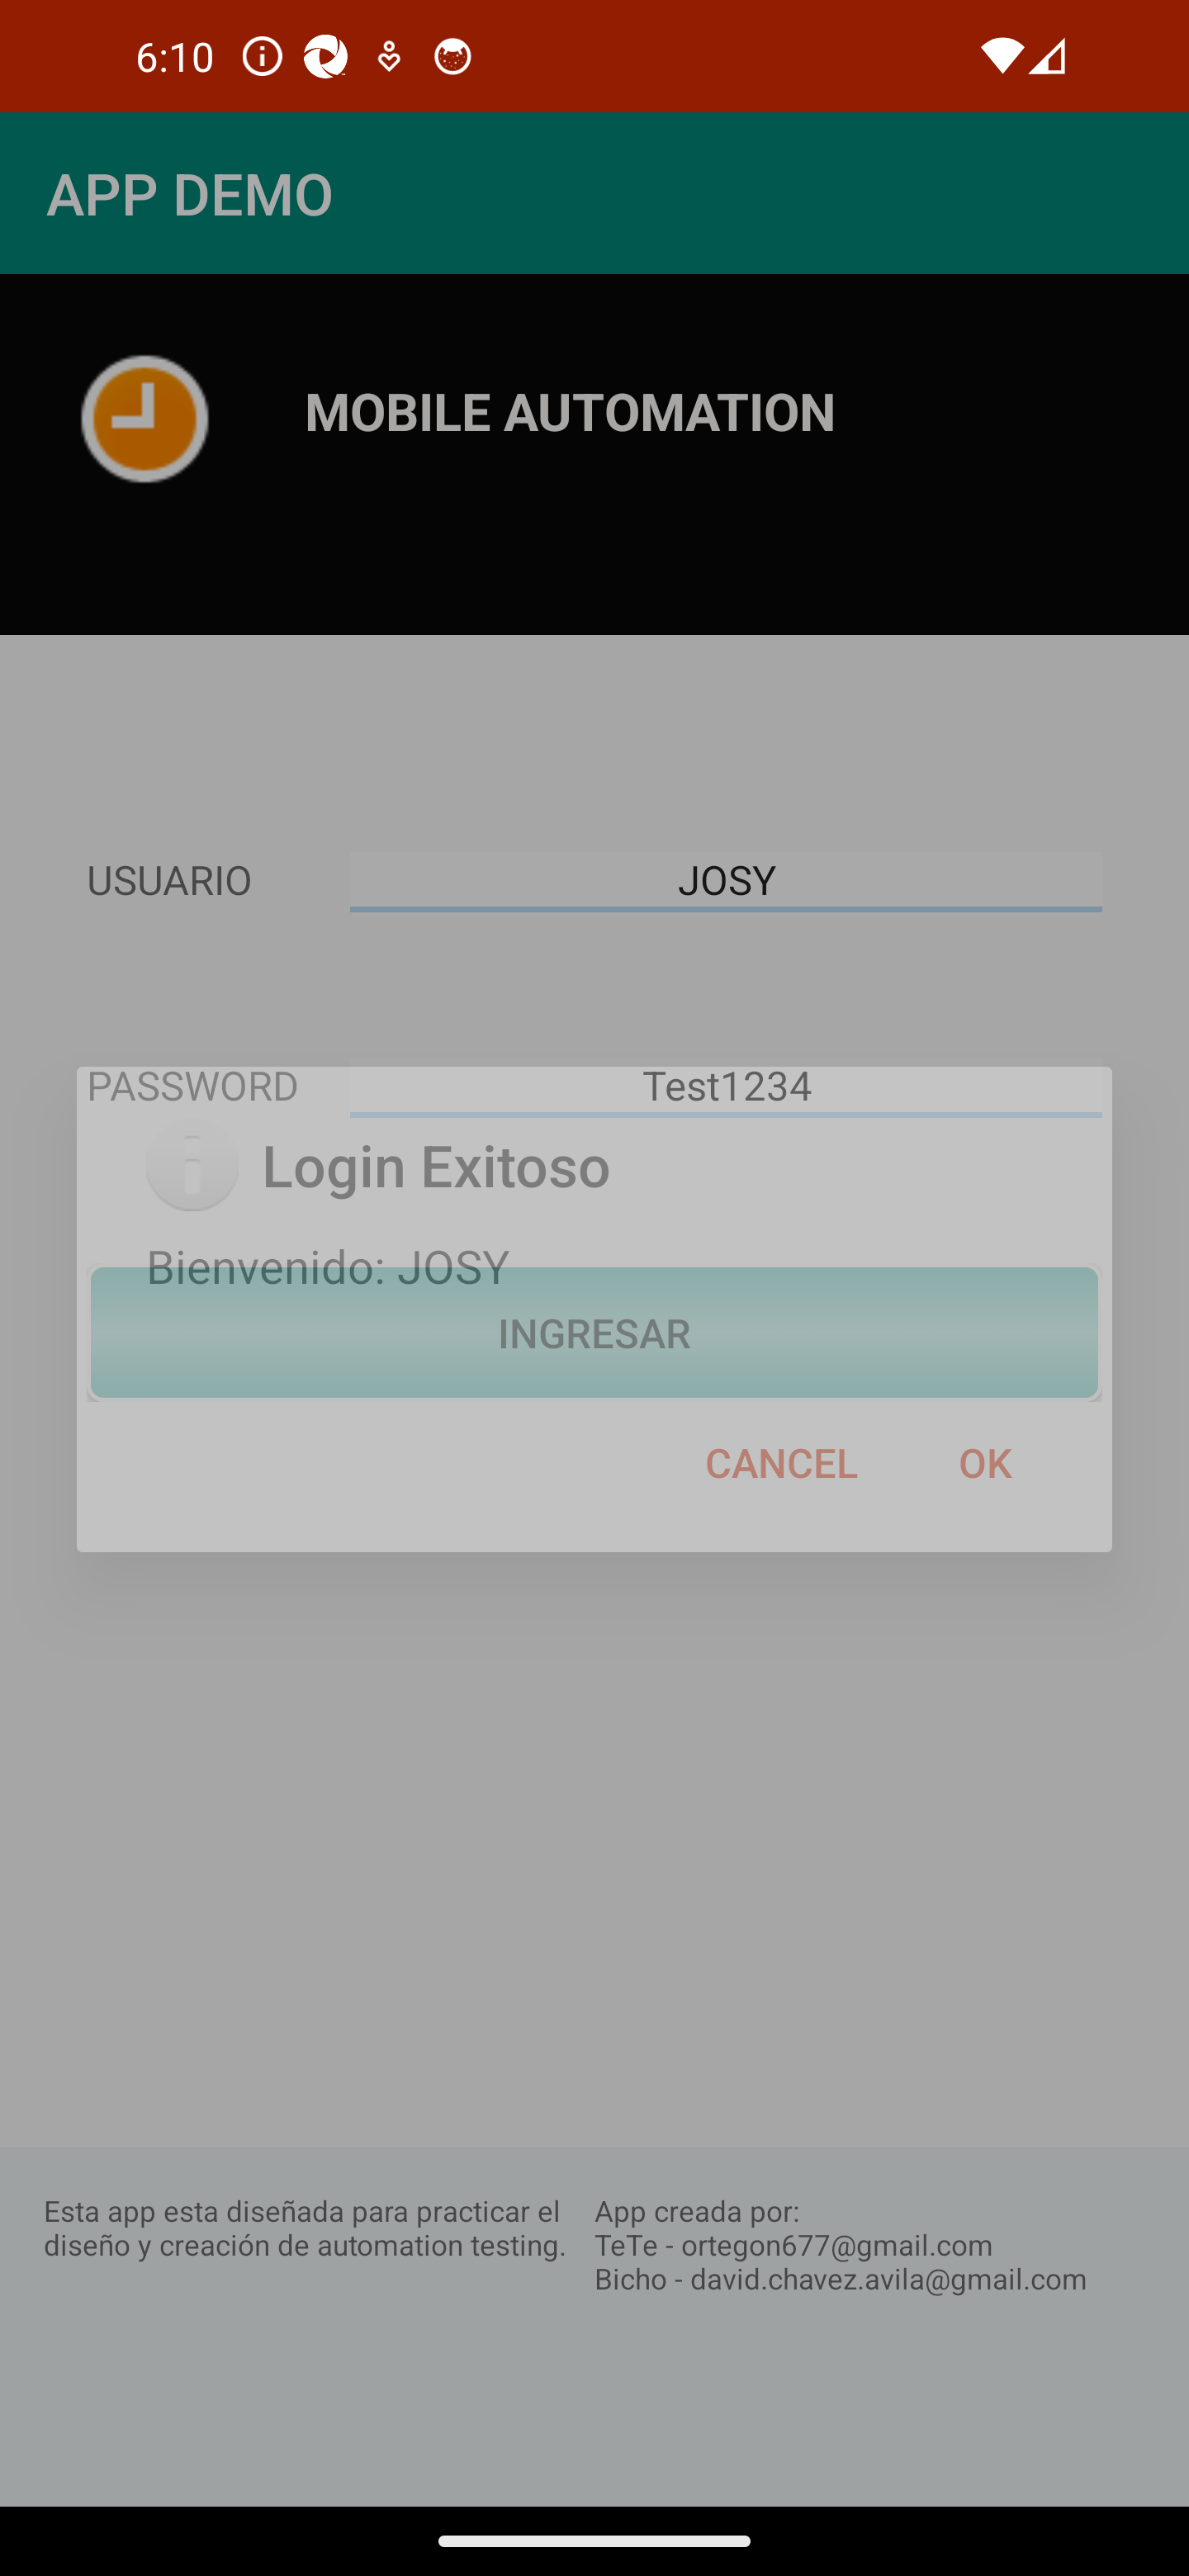 6:10
APP DEMO
MOBILE AUTOMATION
USUARIO JOSY
PASSWORD Test1234
Login Exitoso
Bienvenido: JOSY
INGRESAR
CANCEL OK
Esta app esta diseñada para practicar el
diseño y creación de automation testing.
App creada por:
TeTe - ortegon677@gmail.com
Bicho - david.chavez.avila@gmail.com